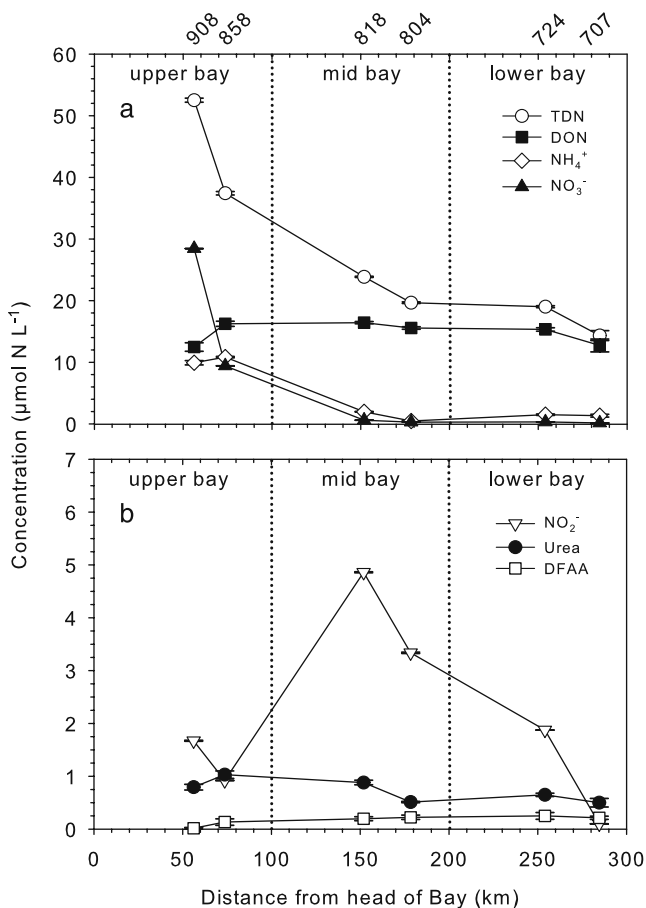 908 858 818 804 724 707
60
upper bay mid bay lower bay
a
TDN
DON
NH₄⁺
NO₃⁻
50
40
30
20
10
0
Concentration (µmol N L⁻¹)
7
upper bay mid bay lower bay
b
NO₂⁻
Urea
DFAA
6
5
4
3
2
1
0
0 50 100 150 200 250 300
Distance from head of Bay (km)